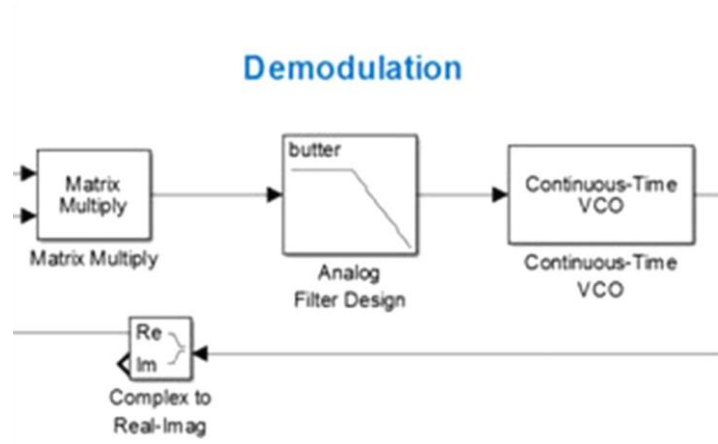 Demodulation
Matrix
Multiply
Matrix Multiply
butter
Analog
Filter Design
Continuous-Time
VCO
Continuous-Time
VCO
Re
Im
Complex to
Real-Imag